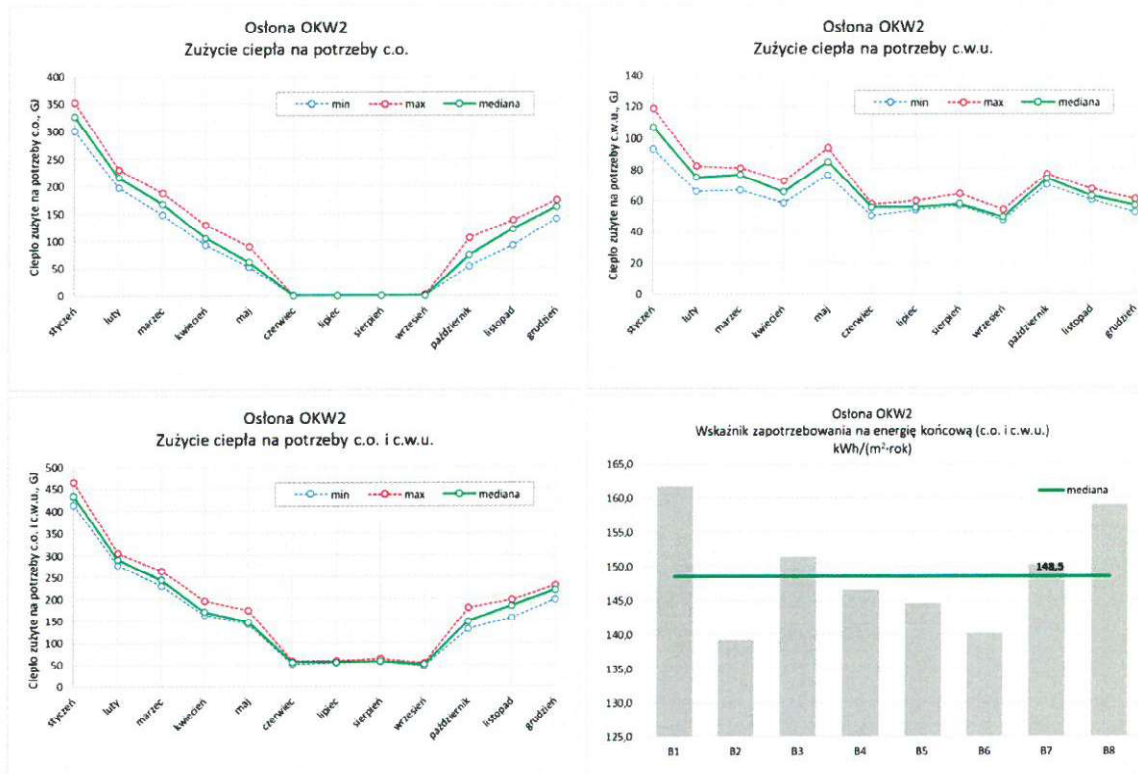 Osłona OKW2
Zużycie ciepła na potrzeby c.o.
Ciepło zużyte na potrzeby c.o., GJ
400
350
300
250
200
150
100
50
0
min max mediana
styczeń luty marzec kwiecień maj czerwiec lipiec sierpień wrzesień październik listopad grudzień
Osłona OKW2
Zużycie ciepła na potrzeby c.w.u.
Ciepło zużyte na potrzeby c.w.u., GJ
140
120
100
80
60
40
20
0
min max mediana
styczeń luty marzec kwiecień maj czerwiec lipiec sierpień wrzesień październik listopad grudzień
Osłona OKW2
Zużycie ciepła na potrzeby c.o. i c.w.u.
Ciepło zużyte na potrzeby c.o. i c.w.u., GJ
500
450
400
350
300
250
200
150
100
50
0
min max mediana
styczeń luty marzec kwiecień maj czerwiec lipiec sierpień wrzesień październik listopad grudzień
Osłona OKW2
Wskaźnik zapotrzebowania na energię końcową (c.o. i c.w.u.)
kWh/(m²·rok)
165,0
160,0
155,0
150,0
145,0
140,0
135,0
130,0
125,0
mediana
148,5
B1 B2 B3 B4 B5 B6 B7 B8